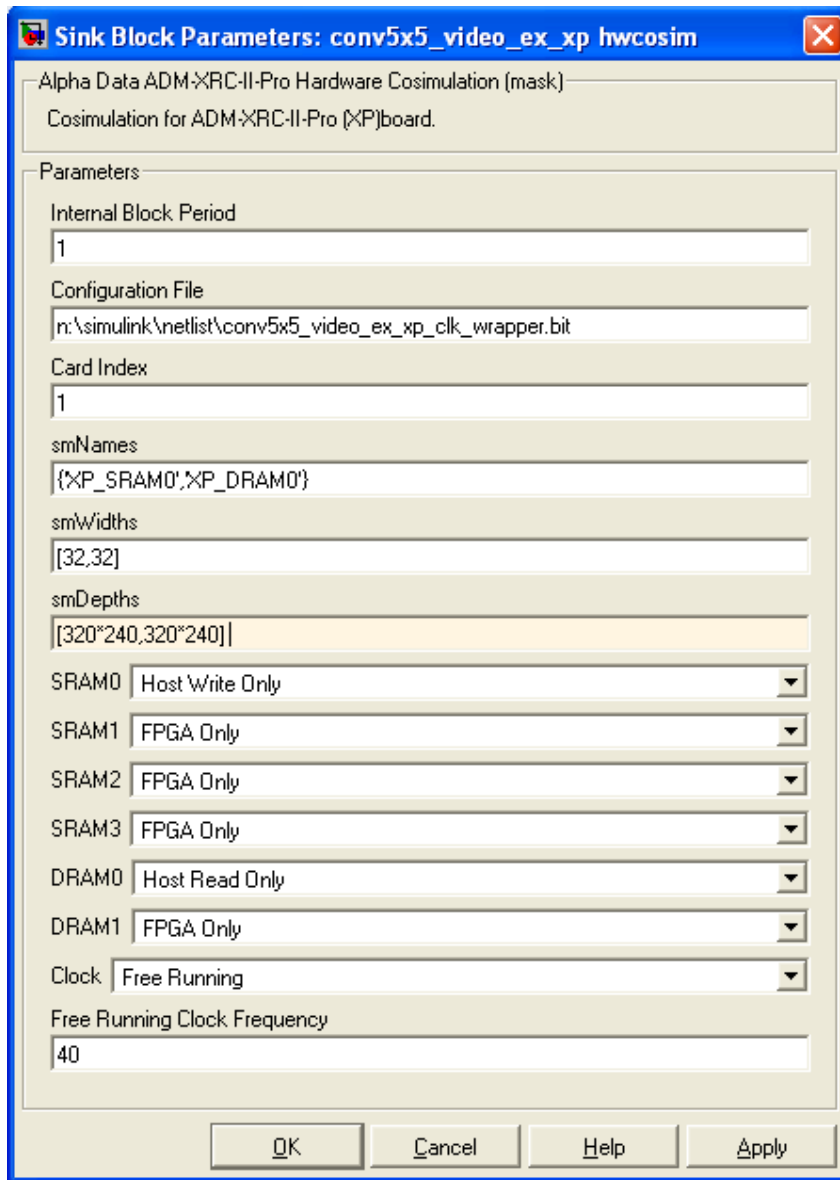 Sink Block Parameters: conv5x5_video_ex_xp hwcosim
Alpha Data ADM-XRC-II-Pro Hardware Cosimulation (mask)
Cosimulation for ADM-XRC-II-Pro (XP)board.
Parameters
Internal Block Period
1
Configuration File
n:\simulink\netlist\conv5x5_video_ex_xp_clk_wrapper.bit
Card Index
1
smNames
{'XP_SRAM0','XP_DRAM0'}
smWidths
[32,32]
smDepths
[320*240,320*240]
SRAM0 Host Write Only
SRAM1 FPGA Only
SRAM2 FPGA Only
SRAM3 FPGA Only
DRAM0 Host Read Only
DRAM1 FPGA Only
Clock Free Running
Free Running Clock Frequency
40
OK Cancel Help Apply